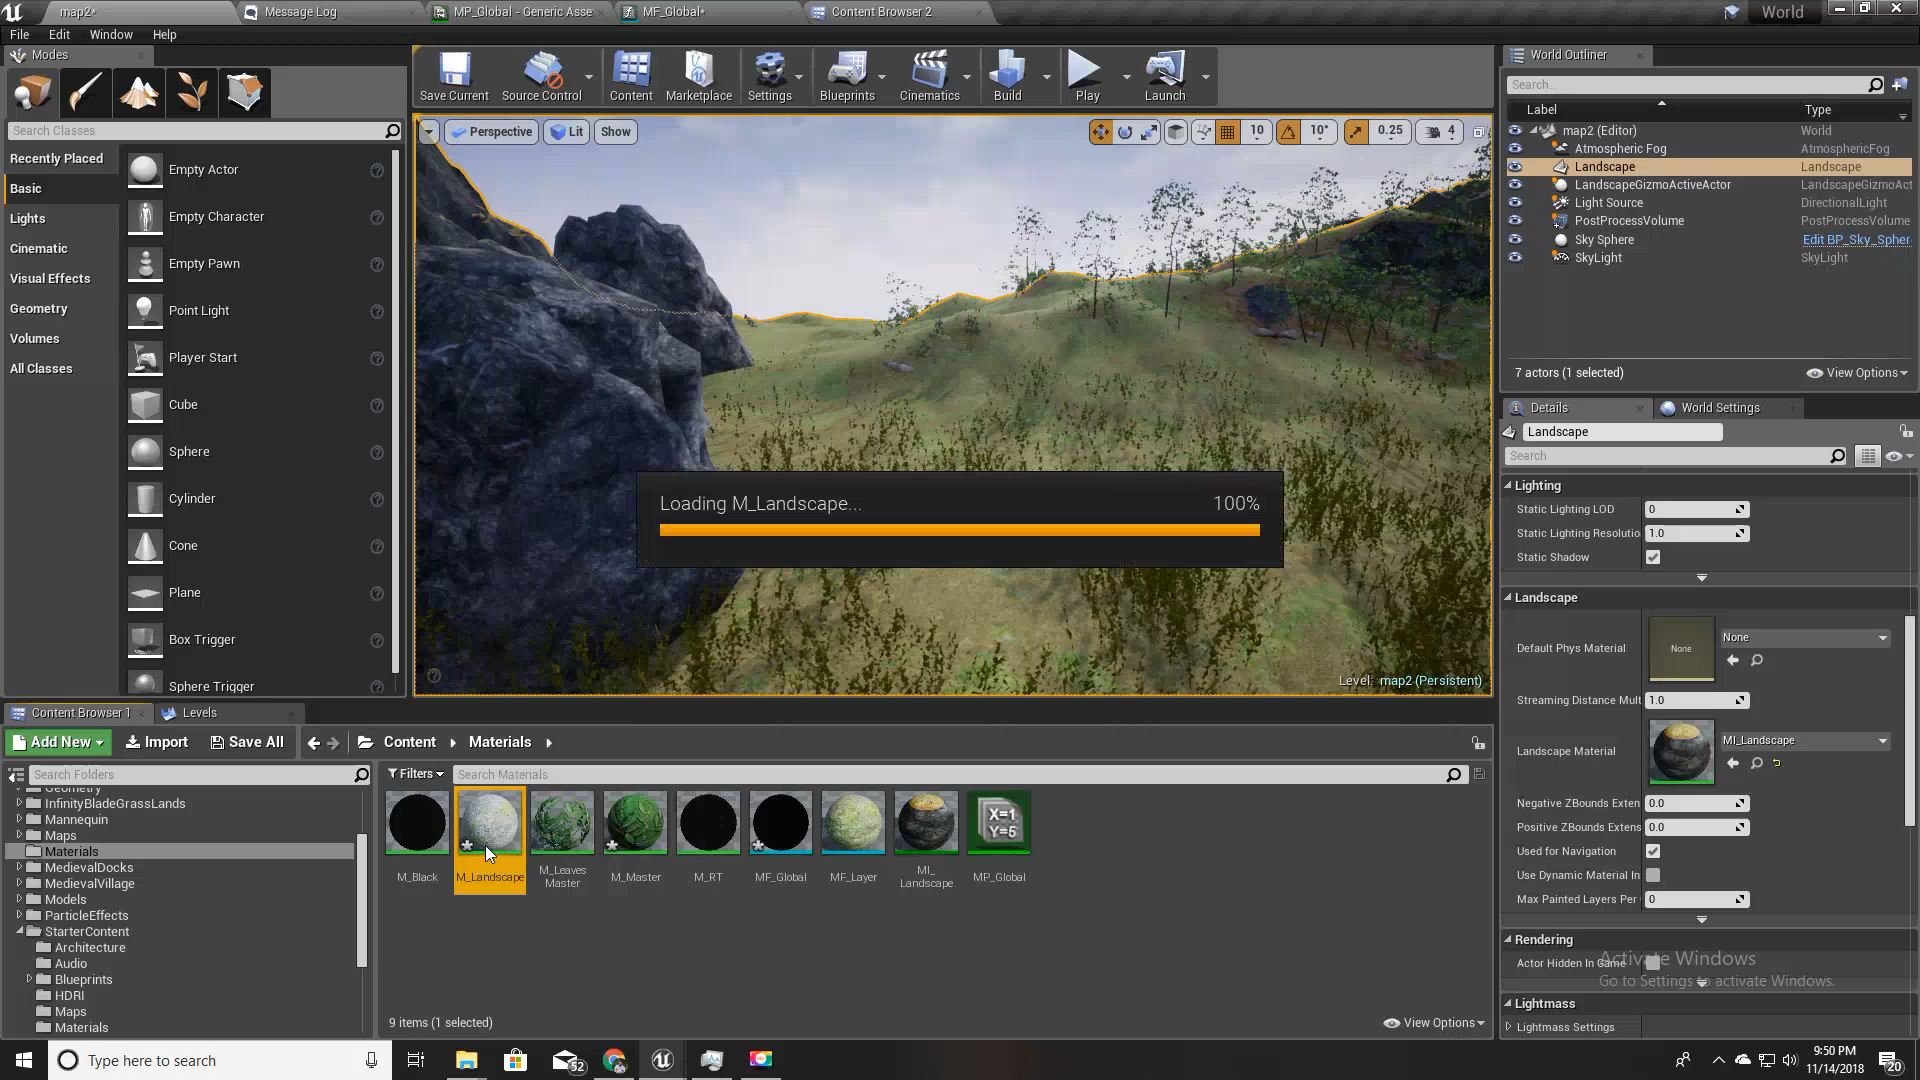 map2*
Message Log
MP_Global - Generic Asse
MF_Global*
Content Browser 2
World
File
Edit
Window
Help
Modes
Search Classes
Recently Placed
Basic
Lights
Cinematic
Visual Effects
Geometry
Volumes
All Classes
Empty Actor
Empty Character
Empty Pawn
Point Light
Player Start
Cube
Sphere
Cylinder
Cone
Plane
Box Trigger
Sphere Trigger
Save Current
Source Control
Content
Marketplace
Settings
Blueprints
Cinematics
Build
Play
Launch
Perspective
Lit
Show
10
10°
0.25
4
Loading M_Landscape... 100%
Level: map2 (Persistent)
World Outliner
Search...
Label Type
map2 (Editor) World
Atmospheric Fog AtmosphericFog
Landscape Landscape
LandscapeGizmoActiveActor LandscapeGizmoAct
Light Source DirectionalLight
PostProcessVolume PostProcessVolume
Sky Sphere Edit BP_Sky_Spher
SkyLight SkyLight
7 actors (1 selected)
View Options
Details
World Settings
Landscape
Search
Lighting
Static Lighting LOD 0
Static Lighting Resolutio 1.0
Static Shadow
Landscape
Default Phys Material None None
Streaming Distance Mult 1.0
Landscape Material MI_Landscape
Negative ZBounds Exten 0.0
Positive ZBounds Extens 0.0
Used for Navigation
Use Dynamic Material In
Max Painted Layers Per 0
Rendering
Actor Hidden In Game
Lightmass
Lightmass Settings
Activate Windows
Go to Settings to activate Windows.
Content Browser 1
Levels
Add New
Import
Save All
Content
Materials
Search Folders
Filters
Search Materials
Geometry
InfinityBladeGrassLands
Mannequin
Maps
Materials
MedievalDocks
MedievalVillage
Models
ParticleEffects
StarterContent
Architecture
Audio
Blueprints
HDRI
Maps
Materials
X=1
Y=5
M_Black
M_Landscape
M_Leaves
Master
M_Master
M_RT
MF_Global
MF_Layer
MI_
Landscape
MP_Global
9 items (1 selected)
View Options
Type here to search
52
9:50 PM
11/14/2018
20